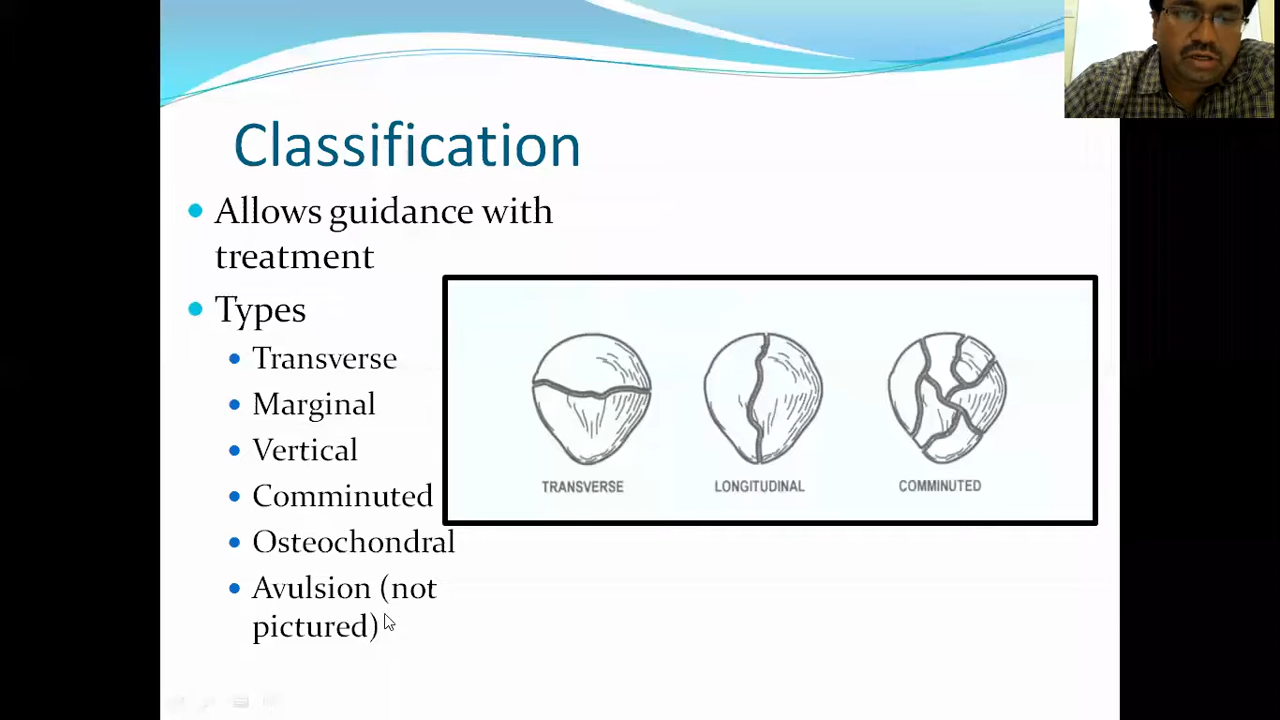 Classification
Allows guidance with
treatment
Types
Transverse
Marginal
Vertical
Comminuted
Osteochondral
Avulsion (not
pictured)
TRANSVERSE
LONGITUDINAL
COMMINUTED